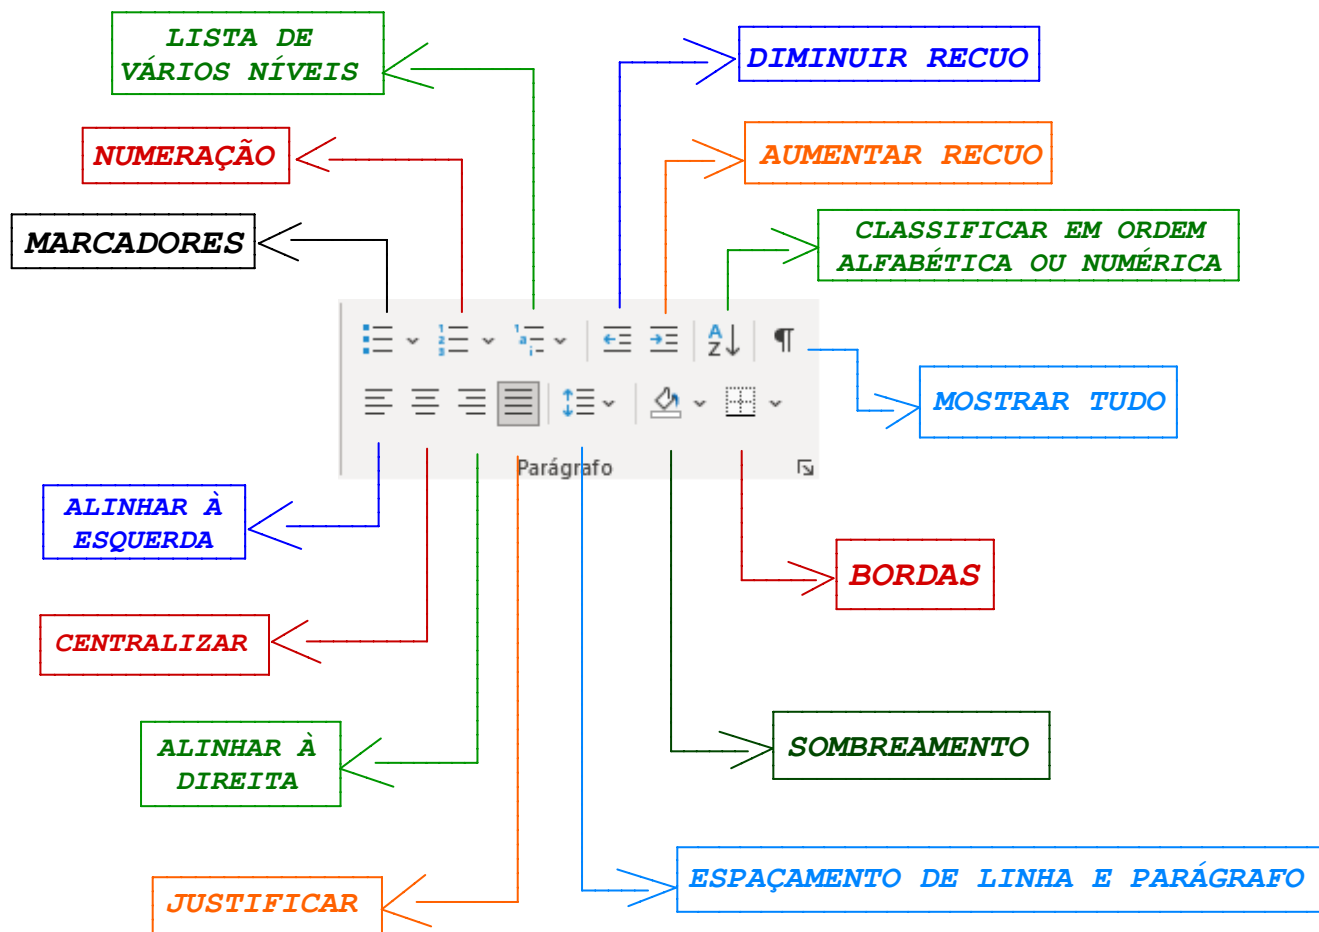 LISTA DE
VÁRIOS NÍVEIS
DIMINUIR RECUO
NUMERAÇÃO
AUMENTAR RECUO
MARCADORES
CLASSIFICAR EM ORDEM
ALFABÉTICA OU NUMÉRICA
MOSTRAR TUDO
Parágrafo
ALINHAR À
ESQUERDA
BORDAS
CENTRALIZAR
ALINHAR À
DIREITA
SOMBREAMENTO
ESPAÇAMENTO DE LINHA E PARÁGRAFO
JUSTIFICAR